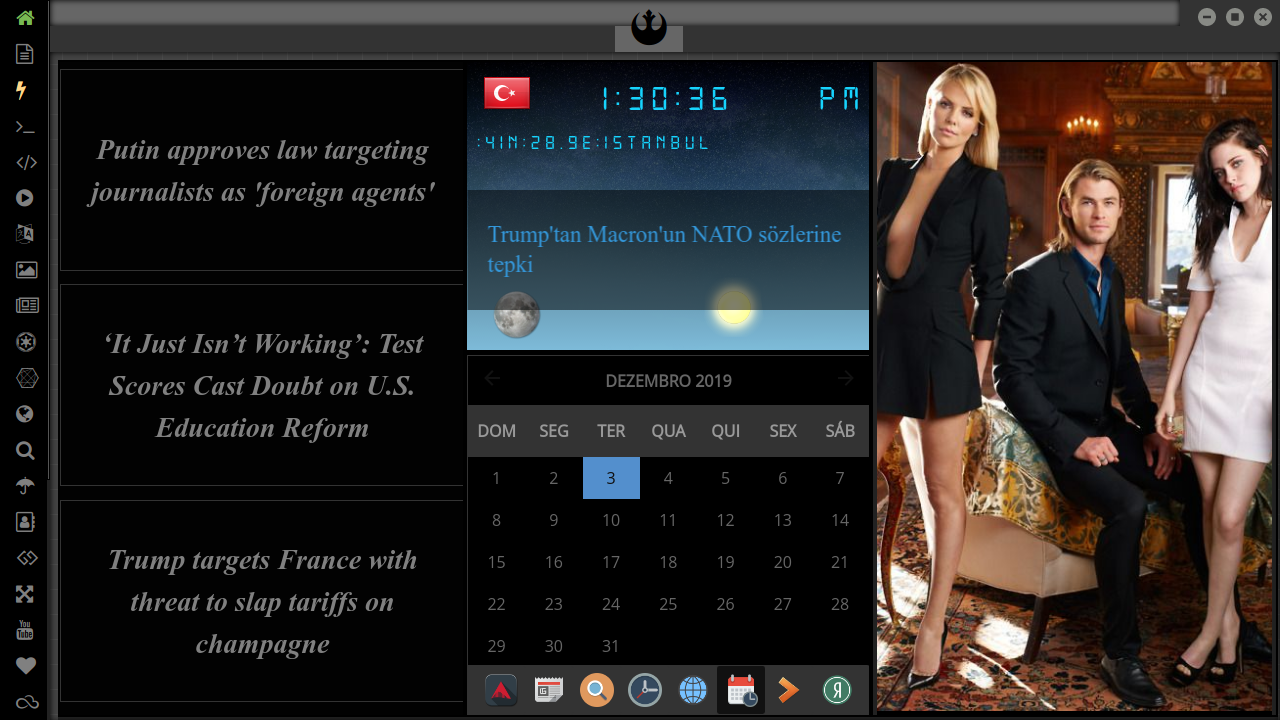 Putin approves law targeting
journalists as 'foreign agents'
‘It Just Isn’t Working’: Test
Scores Cast Doubt on U.S.
Education Reform
Trump targets France with
threat to slap tariffs on
champagne
1:30:36 PM
:41N:28.9E:ISTANBUL
Trump'tan Macron'un NATO sözlerine
tepki
DEZEMBRO 2019
DOM SEG TER QUA QUI SEX SÁB
1 2 3 4 5 6 7
8 9 10 11 12 13 14
15 16 17 18 19 20 21
22 23 24 25 26 27 28
29 30 31
You
Tube